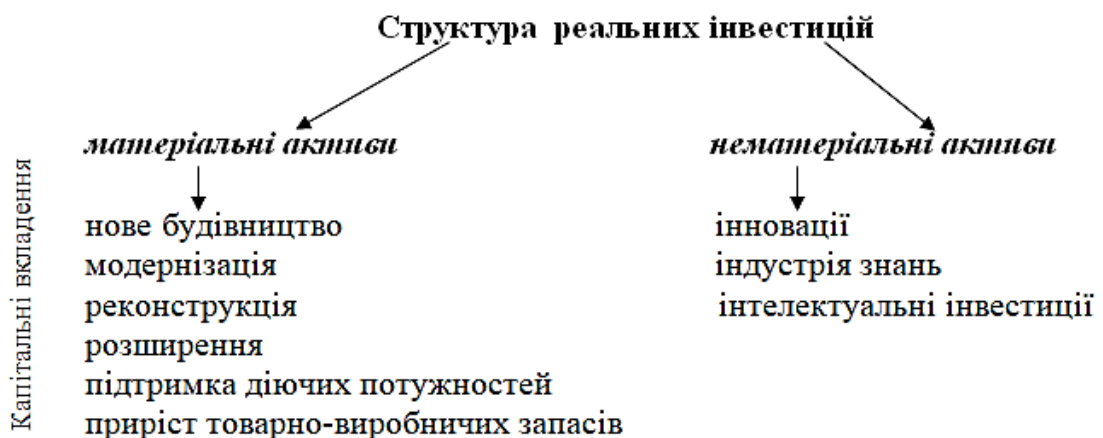 Структура реальних інвестицій
матеріальні активи
нематеріальні активи
Капітальні вкладення
нове будівництво
модернізація
реконструкція
розширення
підтримка діючих потужностей
приріст товарно-виробничих запасів
інновації
індустрія знань
інтелектуальні інвестиції